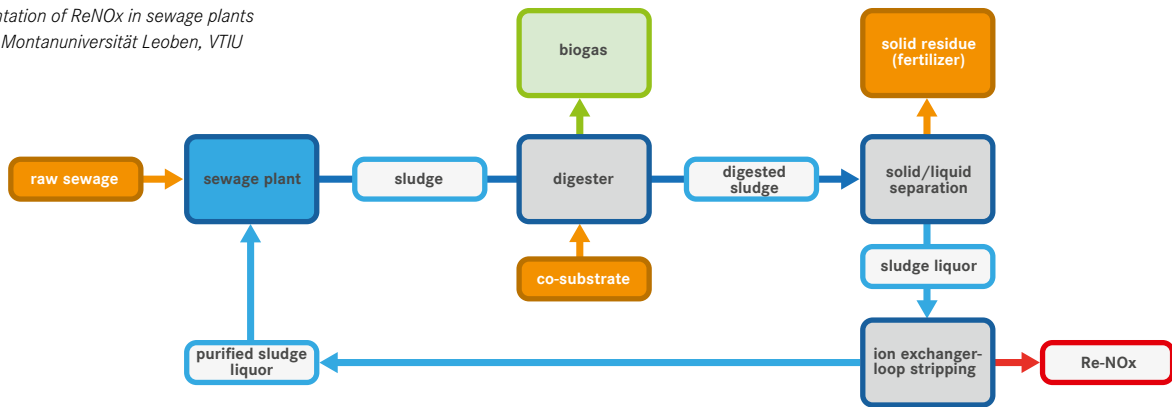 ntation of ReNOx in sewage plants
Montanuniversität Leoben, VTIU
biogas
solid residue
(fertilizer)
raw sewage
sewage plant
sludge
digester
digested
sludge
solid/liquid
separation
co-substrate
sludge liquor
purified sludge
liquor
ion exchanger-
loop stripping
Re-NOx